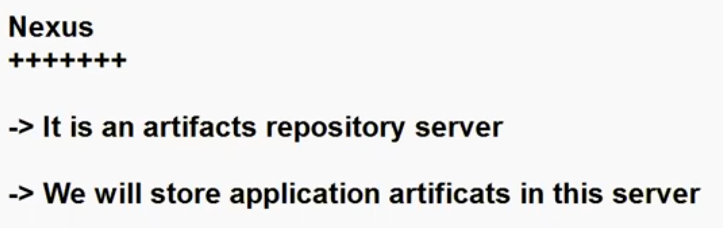 Nexus
+++++++
-> It is an artifacts repository server
-> We will store application artificats in this server